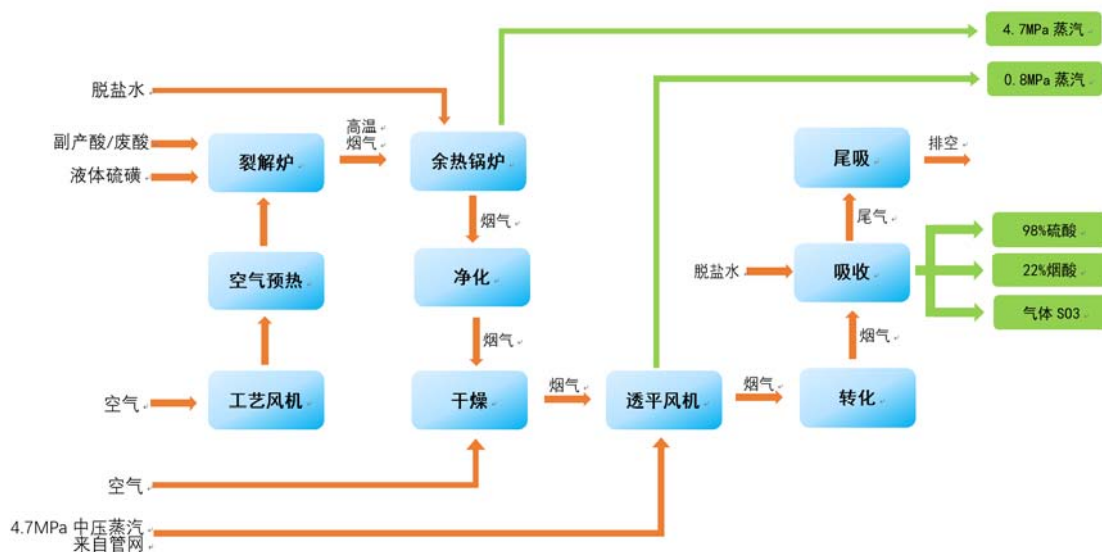 4.7MPa 蒸汽
0.8MPa 蒸汽
脱盐水
副产酸/废酸
液体硫磺
裂解炉
高温
烟气
余热锅炉
尾吸
排空
烟气
尾气
空气预热
净化
脱盐水
吸收
98%硫酸
22%烟酸
气体 SO3
烟气
烟气
空气
工艺风机
干燥
烟气
透平风机
烟气
转化
空气
4.7MPa 中压蒸汽
来自管网